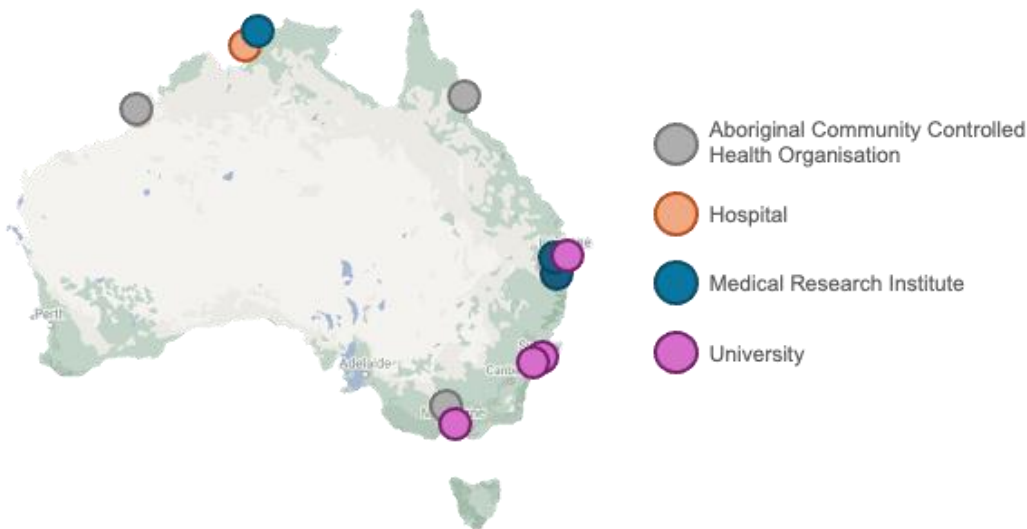 Aboriginal Community Controlled
Health Organisation
Hospital
Medical Research Institute
University
Perth
Adelaide